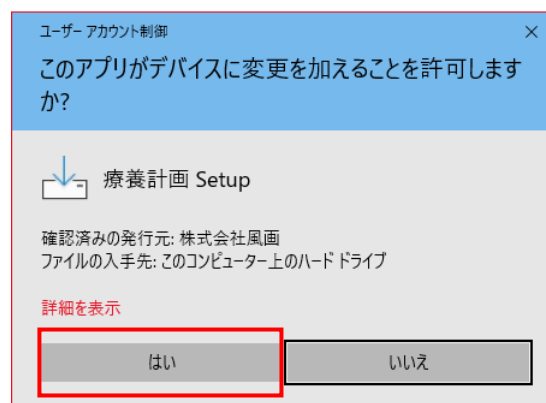 ユーザー アカウント制御
このアプリがデバイスに変更を加えることを許可します
か?
療養計画 Setup
確認済みの発行元: 株式会社風画
ファイルの入手先: このコンピューター上のハード ドライブ
詳細を表示
はい
いいえ